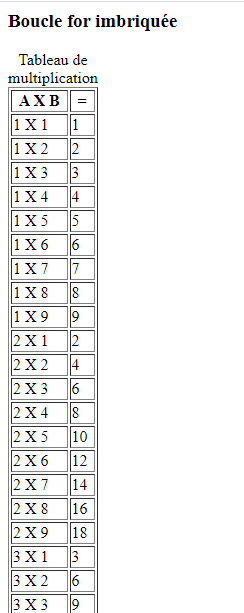 Boucle for imbriquée
Tableau de
multiplication
A X B =
1 X 1 1
1 X 2 2
1 X 3 3
1 X 4 4
1 X 5 5
1 X 6 6
1 X 7 7
1 X 8 8
1 X 9 9
2 X 1 2
2 X 2 4
2 X 3 6
2 X 4 8
2 X 5 10
2 X 6 12
2 X 7 14
2 X 8 16
2 X 9 18
3 X 1 3
3 X 2 6
3 X 3 9